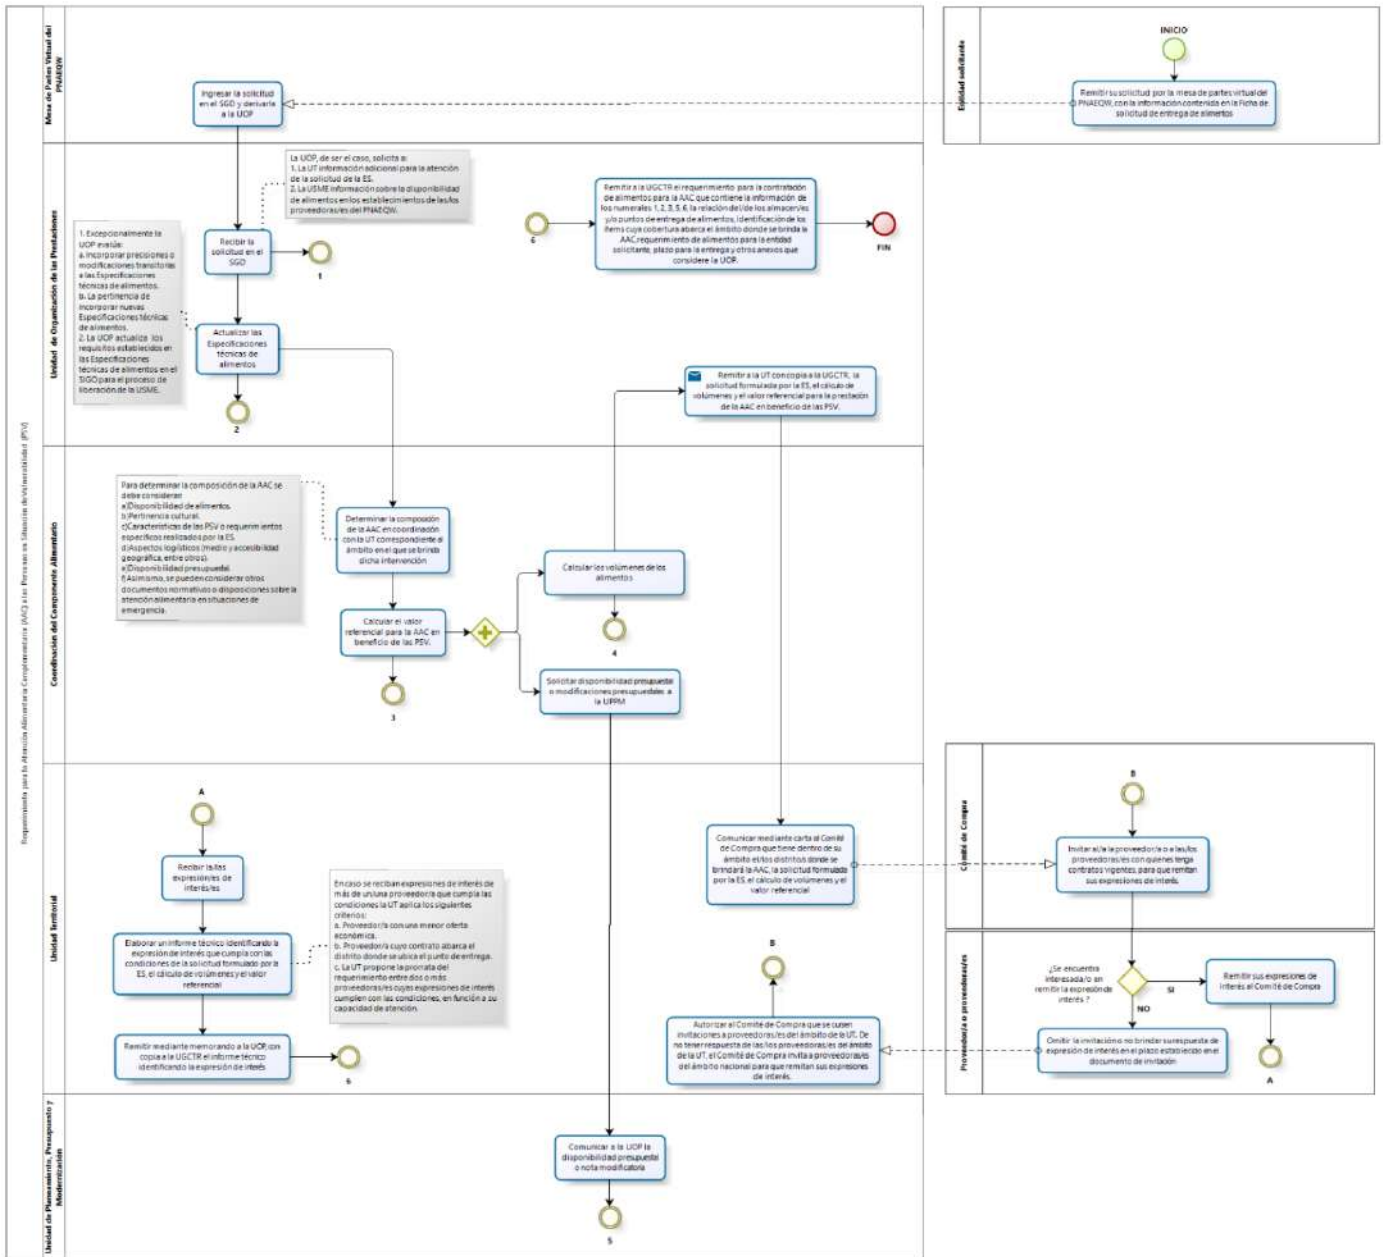 Requerimiento para la Atención Alimentaria Complementaria (AAC) a las Personas en Situación de Vulnerabilidad (PSV)
Mesa de Partes Virtual del
PNAEQW
Ingresar la solicitud
en el SGD y derivarla
a la UOP
Entidad solicitante
INICIO
Remitir su solicitud por la mesa de partes virtual del
PNAEQW, con la información contenida en la Ficha de
solicitud de entrega de alimentos
Unidad de Organización de las Prestaciones
La UOP, de ser el caso, solicita a:
1. La UT información adicional para la atención
de la solicitud de la ES.
2. La USME información sobre la disponibilidad
de alimentos en los establecimientos de las/los
proveedoras/es del PNAEQW.
Recibir la
solicitud en el
SGD
1
1. Excepcionalmente la
UOP evalúa:
a. Incorporar precisiones o
modificaciones transitorias
a las Especificaciones
técnicas de alimentos.
b. La pertinencia de
incorporar nuevas
Especificaciones técnicas
de alimentos.
2. La UOP actualiza los
requisitos establecidos en
las Especificaciones
técnicas de alimentos en el
SIGO para el proceso de
liberación de la USME.
Actualizar las
Especificaciones
técnicas de
alimentos
2
6
Remitir a la UGCTR el requerimiento para la contratación
de alimentos para la AAC que contiene la información de
los numerales 1, 2, 3, 5, 6, la relación del/de los almacen/es
y/o puntos de entrega de alimentos, identificación de los
ítems cuya cobertura abarca el ámbito donde se brinda la
AAC, requerimiento de alimentos para la entidad
solicitante, plazo para la entrega y otros anexos que
considere la UOP.
FIN
Remitir a la UT con copia a la UGCTR, la
solicitud formulada por la ES, el cálculo de
volúmenes y el valor referencial para la prestación
de la AAC en beneficio de las PSV.
Coordinación del Componente Alimentario
Para determinar la composición de la AAC se
debe considerar:
a)Disponibilidad de alimentos.
b)Pertinencia cultural.
c)Características de las PSV o requerimientos
específicos realizados por la ES.
d)Aspectos logísticos (medio y accesibilidad
geográfica, entre otros).
e)Disponibilidad presupuestal.
f)Asimismo, se pueden considerar otros
documentos normativos o disposiciones sobre la
atención alimentaria en situaciones de
emergencia.
Determinar la composición
de la AAC en coordinación
con la UT correspondiente al
ámbito en el que se brinda
dicha intervención
Calcular el valor
referencial para la AAC en
beneficio de las PSV.
3
Calcular los volúmenes de los
alimentos
4
Solicitar disponibilidad presupuestal
o modificaciones presupuestales a
la UPPM
Unidad Territorial
A
Recibir la/las
expresión/es de
interés/es
Elaborar un informe técnico identificando la
expresión de interés que cumpla con las
condiciones de la solicitud formulado por la
ES, el cálculo de volúmenes y el valor
referencial
Remitir mediante memorando a la UOP, con
copia a la UGCTR el informe técnico
identificando la expresión de interés
6
En caso se reciban expresiones de interés de
más de un/una proveedor/a que cumpla las
condiciones la UT aplica los siguientes
criterios:
a. Proveedor/a con una menor oferta
económica.
b. Proveedor/a cuyo contrato abarca el
distrito donde se ubica el punto de entrega.
c. La UT propone la prorrata del
requerimiento entre dos o más
proveedoras/es cuyas expresiones de interés
cumplen con las condiciones, en función a su
capacidad de atención.
Comunicar mediante carta al Comité
de Compra que tiene dentro de su
ámbito el/los distrito/s donde se
brindará la AAC, la solicitud formulada
por la ES, el cálculo de volúmenes y el
valor referencial
B
Autorizar al Comité de Compra que se cursen
invitaciones a proveedoras/es del ámbito de la UT. De
no tener respuesta de las/los proveedoras/es del ámbito
de la UT, el Comité de Compra invita a proveedoras/es
del ámbito nacional para que remitan sus expresiones
de interés.
Comité de Compra
B
Invitar al/a la proveedor/a o a las/los
proveedoras/es con quienes tenga
contratos vigentes, para que remitan
sus expresiones de interés.
Proveedor/a o proveedoras/es
¿Se encuentra
interesada/o en
remitir la expresión de
interés ?
SI
NO
Remitir sus expresiones de
interés al Comité de Compra
A
Omitir la invitación o no brindar su respuesta de
expresión de interés en el plazo establecido en el
documento de invitación
Unidad de Planeamiento, Presupuesto y
Modernización
Comunicar a la UOP la
disponibilidad presupuestal
o nota modificatoria
5